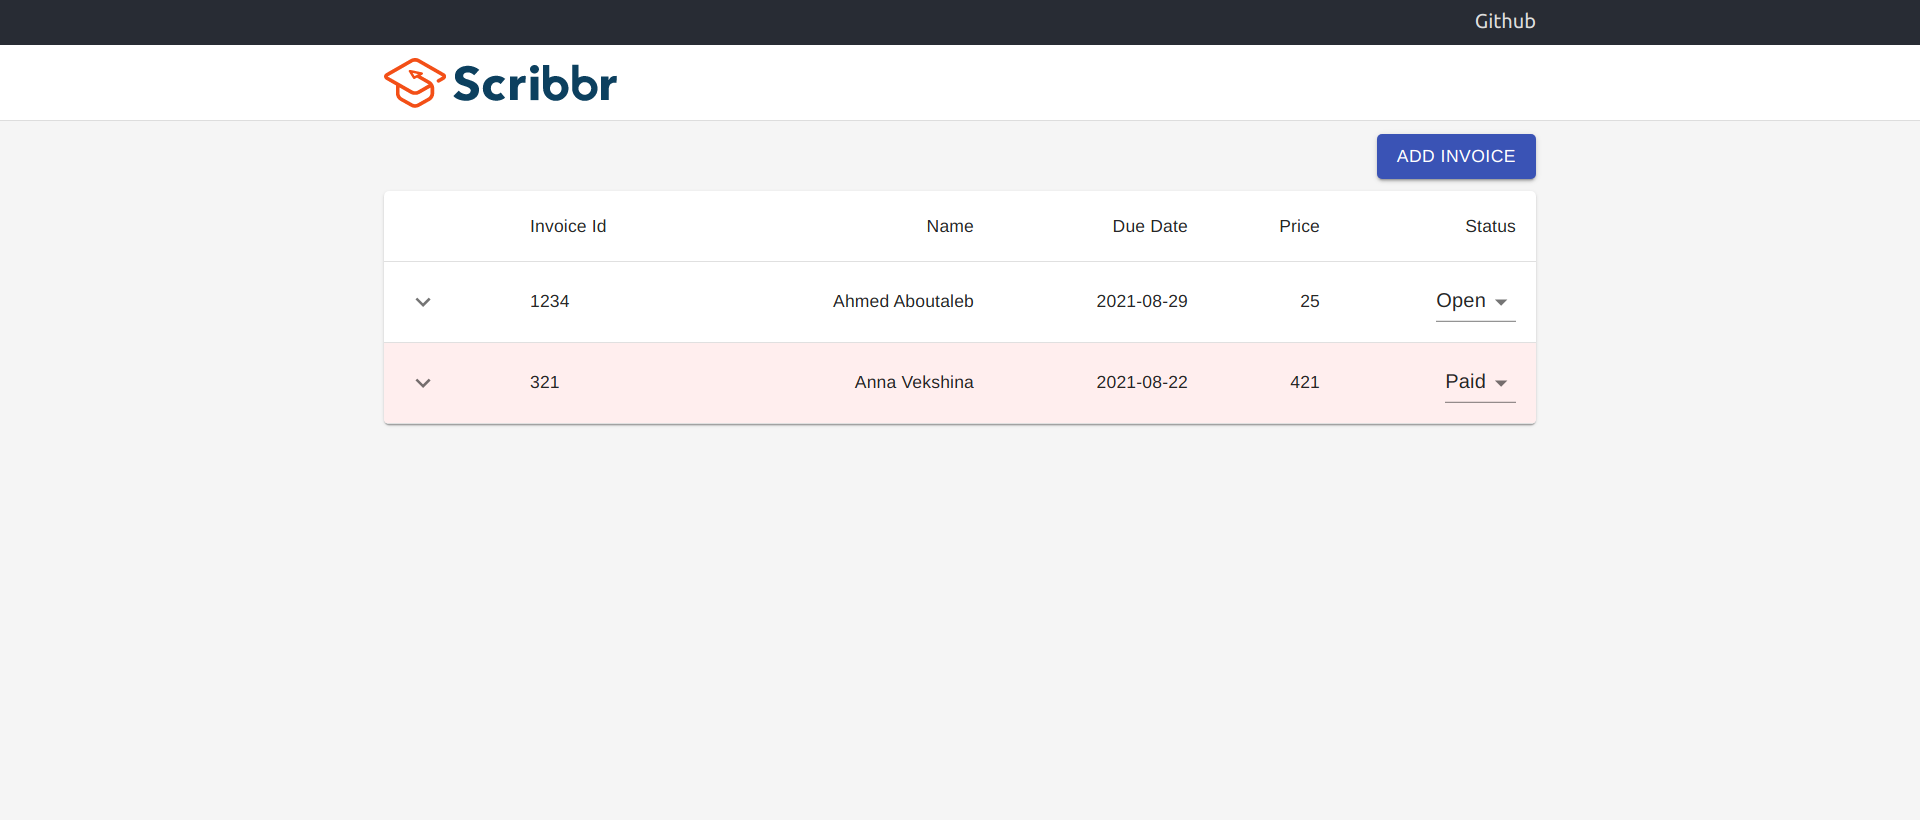 Github
Scribbr
ADD INVOICE
Invoice Id Name Due Date Price Status
1234 Ahmed Aboutaleb 2021-08-29 25 Open
321 Anna Vekshina 2021-08-22 421 Paid